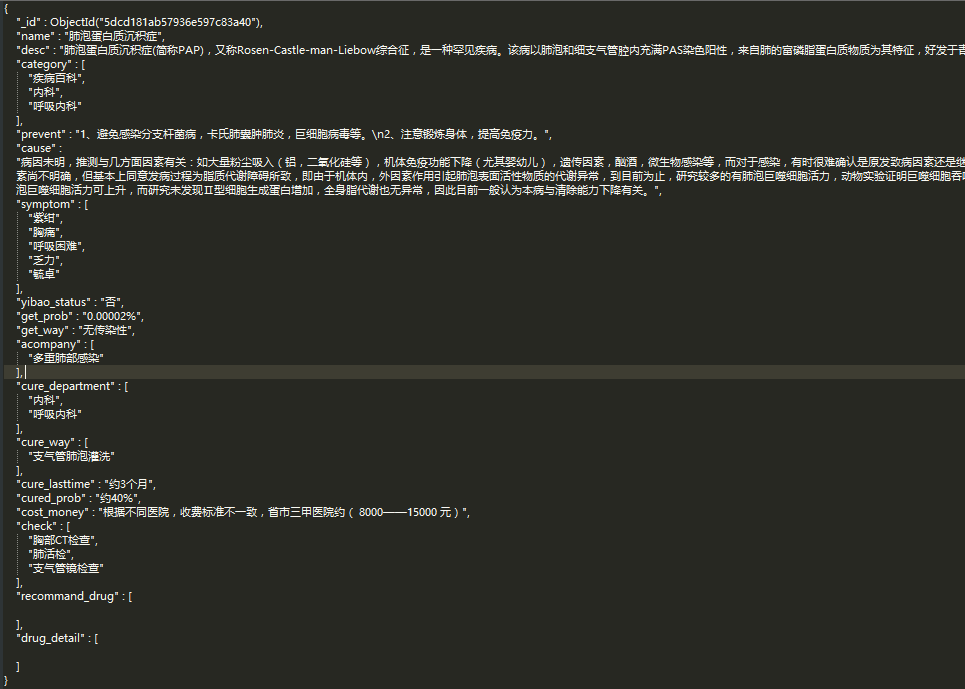 {
"_id" : ObjectId("5dcd181ab57936e597c83a40"),
"name" : "肺泡蛋白质沉积症",
"desc" : "肺泡蛋白质沉积症(简称PAP)，又称Rosen-Castle-man-Liebow综合征，是一种罕见疾病。该病以肺泡和细支气管腔内充满PAS染色阳性，来自肺的富磷脂蛋白质物质为其特征，好发于青
"category" : [
"疾病百科",
"内科",
"呼吸内科"
],
"prevent" : "1、避免感染分支杆菌病，卡氏肺囊肿肺炎，巨细胞病毒等。\n2、注意锻炼身体，提高免疫力。",
"cause" :
"病因未明，推测与几方面因素有关：如大量粉尘吸入（铝，二氧化硅等），机体免疫功能下降（尤其婴幼儿），遗传因素，酗酒，微生物感染等，而对于感染，有时很难确认是原发致病因素还是继
素尚不明确，但基本上同意发病过程为脂质代谢障碍所致，即由于机体内，外因素作用引起肺泡表面活性物质的代谢异常，到目前为止，研究较多的有肺泡巨噬细胞活力，动物实验证明巨噬细胞吞噬
泡巨噬细胞活力可上升，而研究未发现Ⅱ型细胞生成蛋白增加，全身脂代谢也无异常，因此目前一般认为本病与清除能力下降有关。",
"symptom" : [
"紫绀",
"胸痛",
"呼吸困难",
"乏力",
"毓卓"
],
"yibao_status" : "否",
"get_prob" : "0.00002%",
"get_way" : "无传染性",
"acompany" : [
"多重肺部感染"
],
"cure_department" : [
"内科",
"呼吸内科"
],
"cure_way" : [
"支气管肺泡灌洗"
],
"cure_lasttime" : "约3个月",
"cured_prob" : "约40%",
"cost_money" : "根据不同医院，收费标准不一致，省市三甲医院约（ 8000——15000 元）",
"check" : [
"胸部CT检查",
"肺活检",
"支气管镜检查"
],
"recommand_drug" : [
],
"drug_detail" : [
]
}